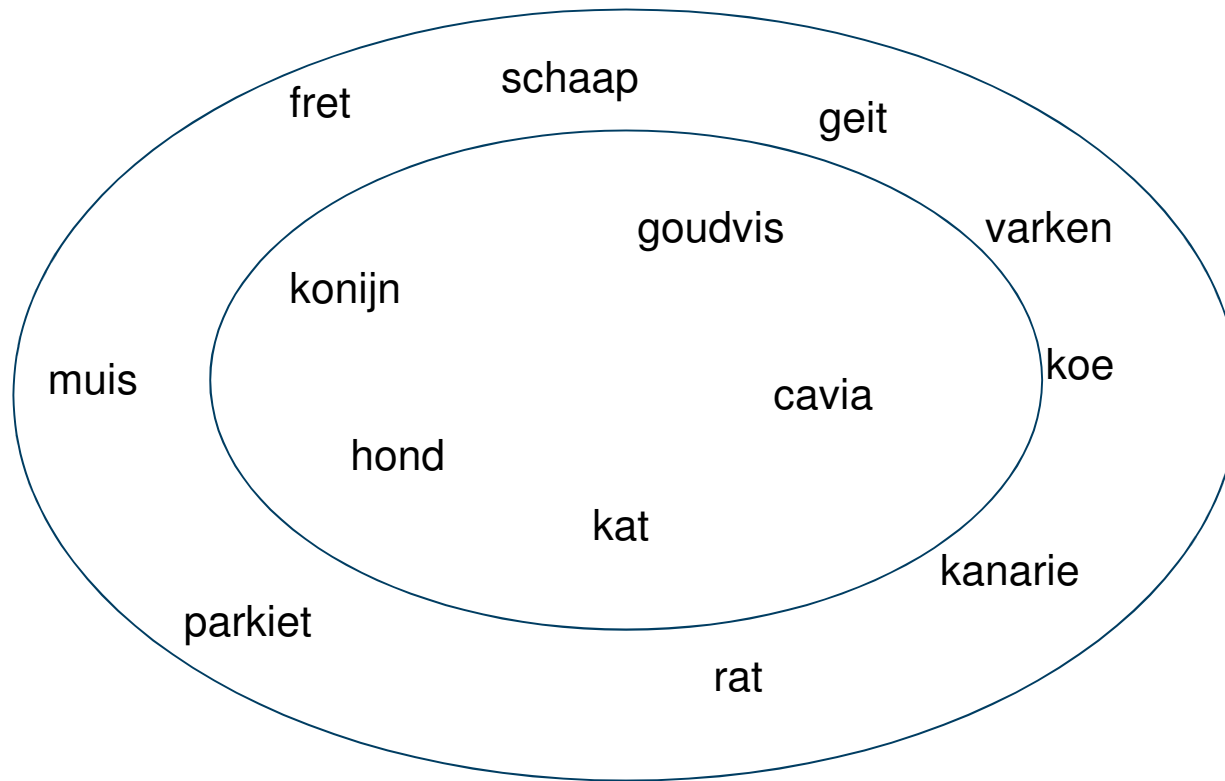 schaap
fret
geit
goudvis
varken
konijn
koe
muis
cavia
hond
kat
kanarie
parkiet
rat